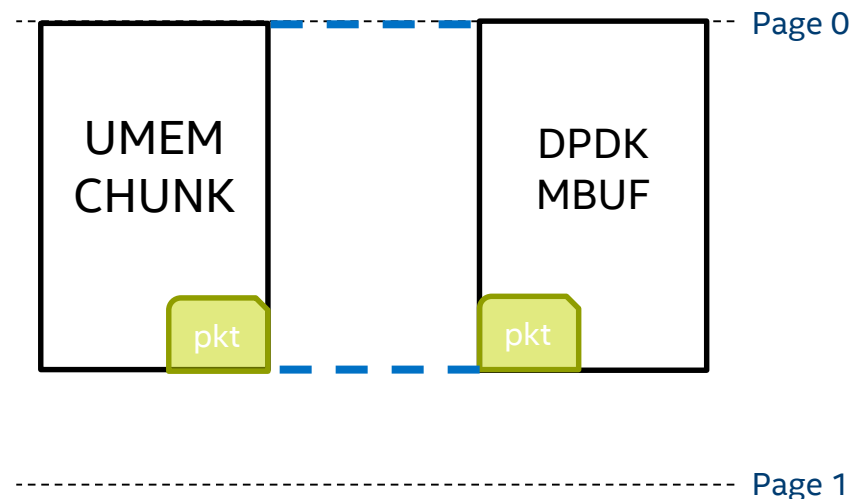 Page 0
UMEM
CHUNK
DPDK
MBUF
pkt
pkt
Page 1